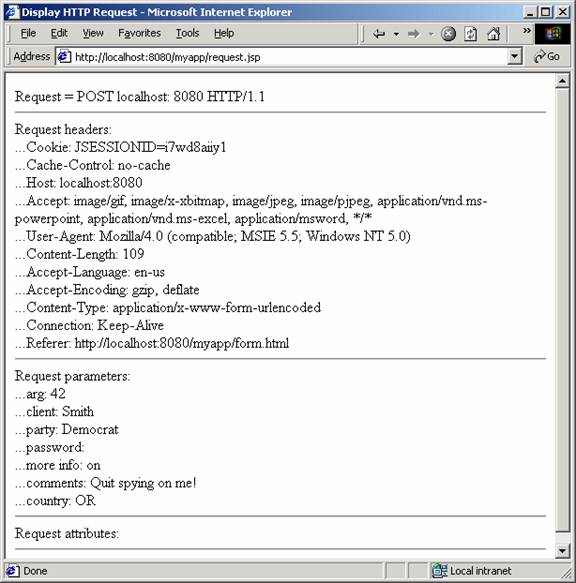 Display HTTP Request - Microsoft Internet Explorer
File Edit View Favorites Tools Help »
Address http://localhost:8080/myapp/request.jsp Go
Request = POST localhost: 8080 HTTP/1.1
Request headers:
...Cookie: JSESSIONID=i7wd8aiiy1
...Cache-Control: no-cache
...Host: localhost:8080
...Accept: image/gif, image/x-xbitmap, image/jpeg, image/pjpeg, application/vnd.ms-
powerpoint, application/vnd.ms-excel, application/msword, */*
...User-Agent: Mozilla/4.0 (compatible; MSIE 5.5; Windows NT 5.0)
...Content-Length: 109
...Accept-Language: en-us
...Accept-Encoding: gzip, deflate
...Content-Type: application/x-www-form-urlencoded
...Connection: Keep-Alive
...Referer: http://localhost:8080/myapp/form.html
Request parameters:
...arg: 42
...client: Smith
...party: Democrat
...password:
...more info: on
...comments: Quit spying on me!
...country: OR
Request attributes:
Done Local intranet